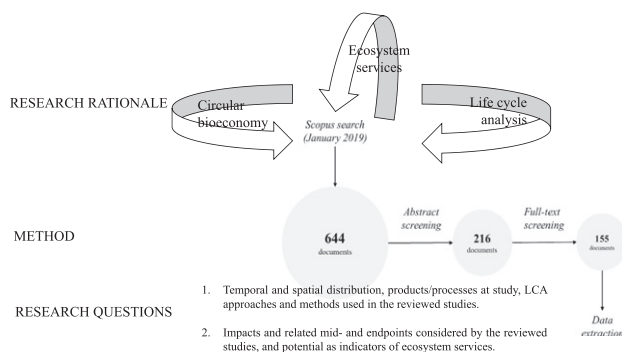 Ecosystem
services
RESEARCH RATIONALE
Circular
bioeconomy
Life cycle
analysis
Scopus search
(January 2019)
METHOD
644
documents
Abstract
screening
216
documents
Full-text
screening
155
documents
RESEARCH QUESTIONS
1. Temporal and spatial distribution, products/processes at study, LCA
approaches and methods used in the reviewed studies.
2. Impacts and related mid- and endpoints considered by the reviewed
studies, and potential as indicators of ecosystem services.
Data
extraction